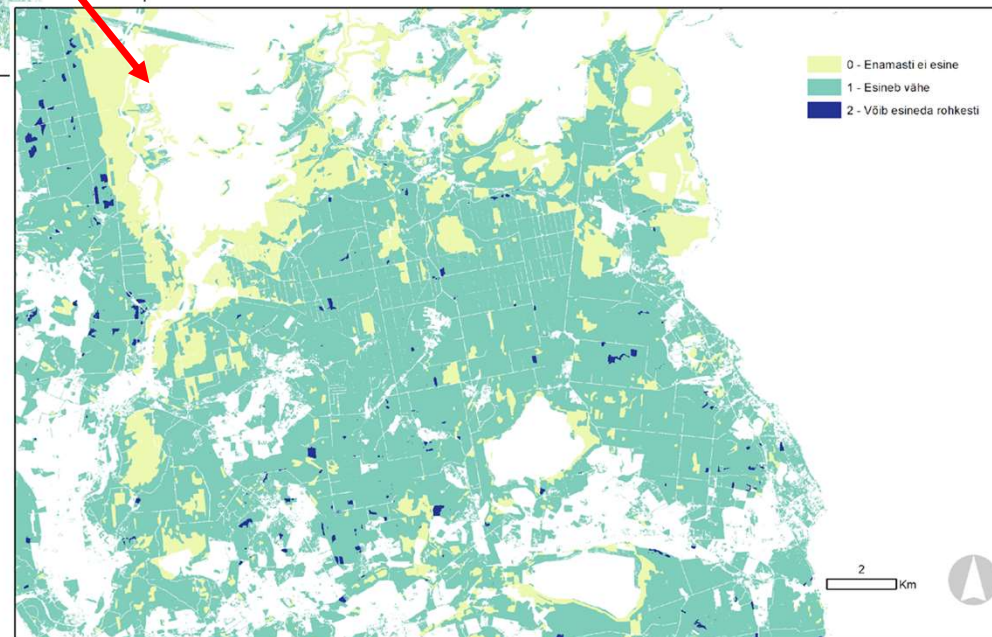 0 - Enamasti ei esine
1 - Esineb vähe
2 - Võib esineda rohkesti
2
Km